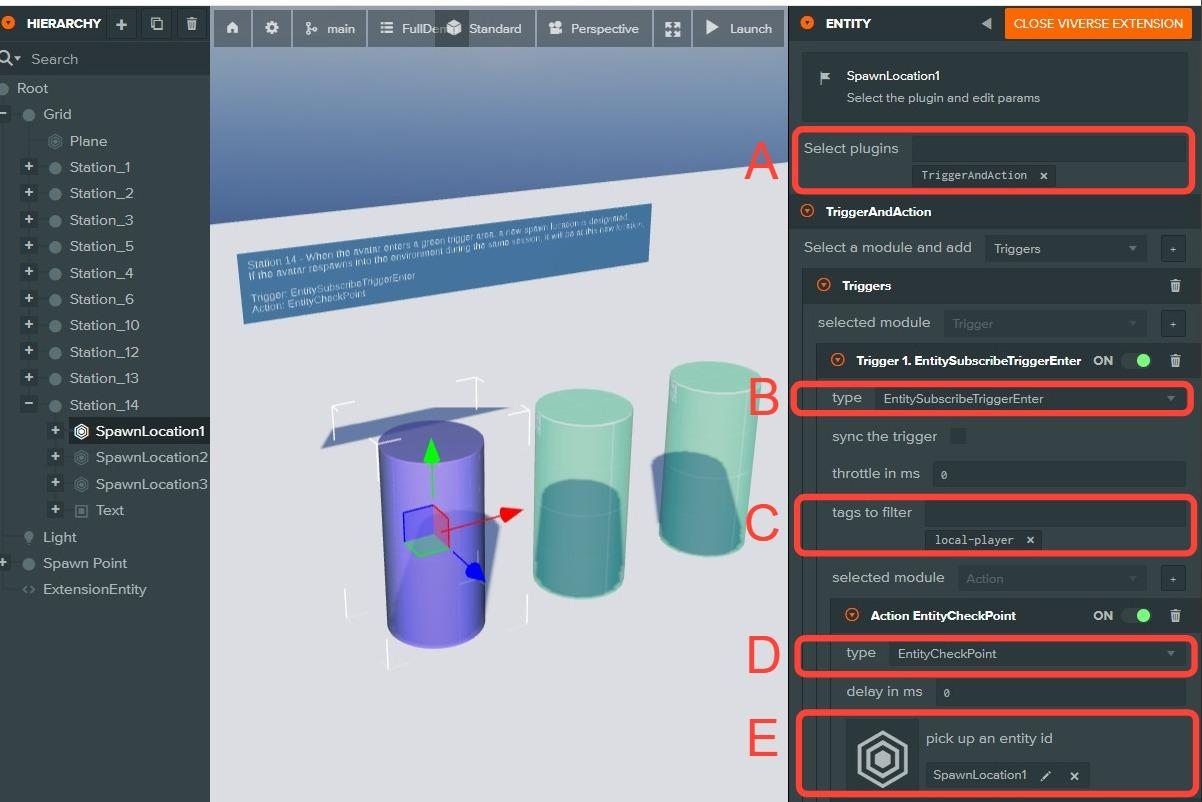 HIERARCHY
Search
Root
Grid
Plane
Station_1
Station_2
Station_3
Station_5
Station_4
Station_6
Station_10
Station_12
Station_13
Station_14
SpawnLocation1
SpawnLocation2
SpawnLocation3
Text
Light
Spawn Point
ExtensionEntity
main
FullDem
Standard
Perspective
Launch
Station 14 - When the avatar enters a green trigger area, a new spawn location is designated.
If the avatar respawns into the environment during the same session, it will be at this new location.
Trigger: EntitySubscribeTriggerEnter
Action: EntityCheckPoint
ENTITY
CLOSE VIVERSE EXTENSION
SpawnLocation1
Select the plugin and edit params
A
Select plugins
TriggerAndAction ×
TriggerAndAction
Select a module and add Triggers +
Triggers
selected module Trigger +
Trigger 1. EntitySubscribeTriggerEnter ON
B
type EntitySubscribeTriggerEnter
sync the trigger
throttle in ms 0
C
tags to filter
local-player ×
selected module Action +
Action EntityCheckPoint ON
D
type EntityCheckPoint
delay in ms 0
E
pick up an entity id
SpawnLocation1 ×